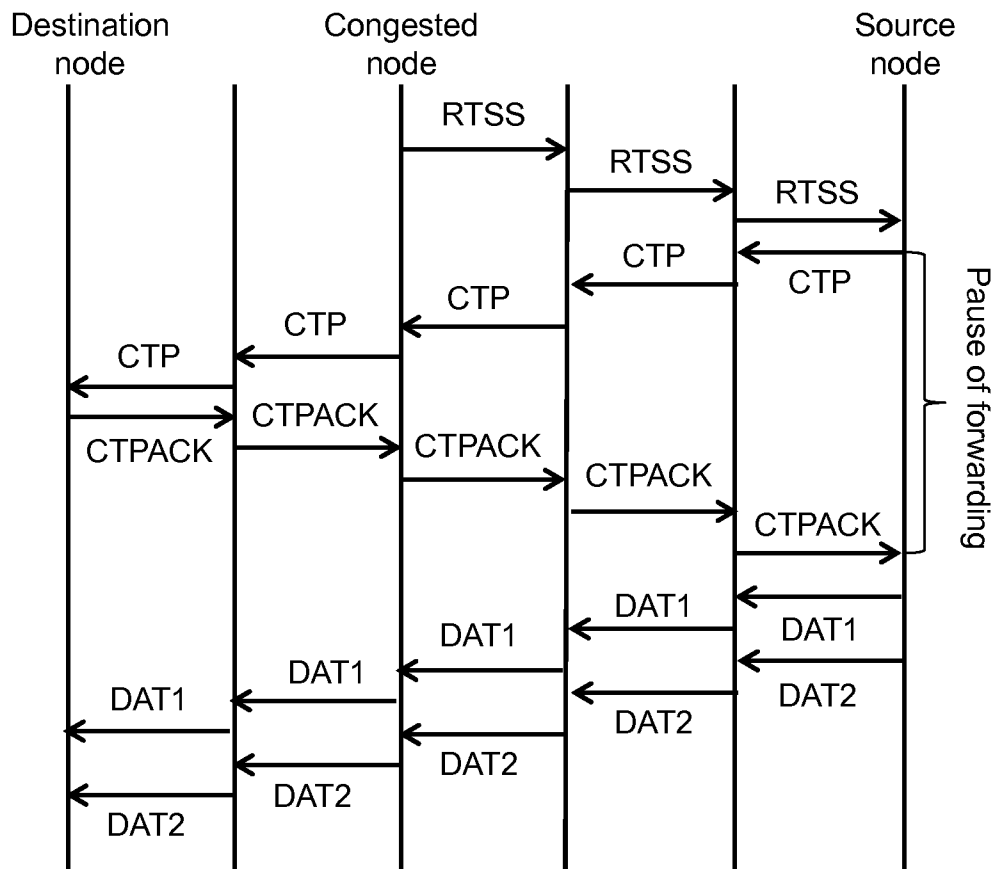 Destination
node
Congested
node
Source
node
RTSS
RTSS
RTSS
CTP
CTP
CTP
CTP
CTP
CTPACK
CTPACK
CTPACK
CTPACK
CTPACK
Pause of forwarding
DAT1
DAT1
DAT1
DAT1
DAT1
DAT2
DAT2
DAT2
DAT2
DAT2